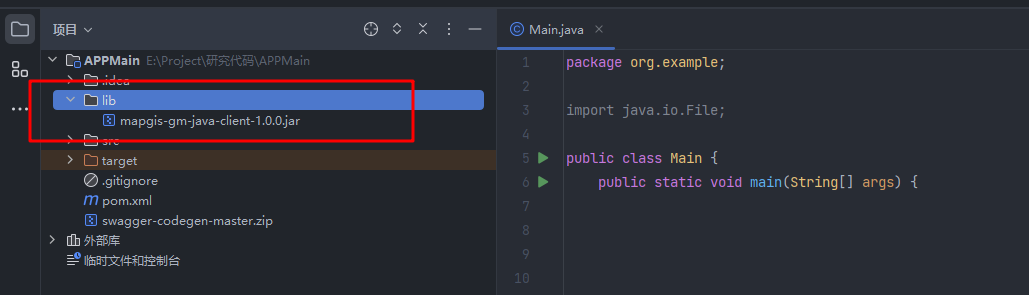 项目
APPMain E:\Project\研究代码\APPMain
.idea
lib
mapgis-gm-java-client-1.0.0.jar
src
target
.gitignore
pom.xml
swagger-codegen-master.zip
外部库
临时文件和控制台
Main.java
1 package org.example;
2
3 import java.io.File;
4
5 public class Main {
6 public static void main(String[] args) {
7
8
9
10